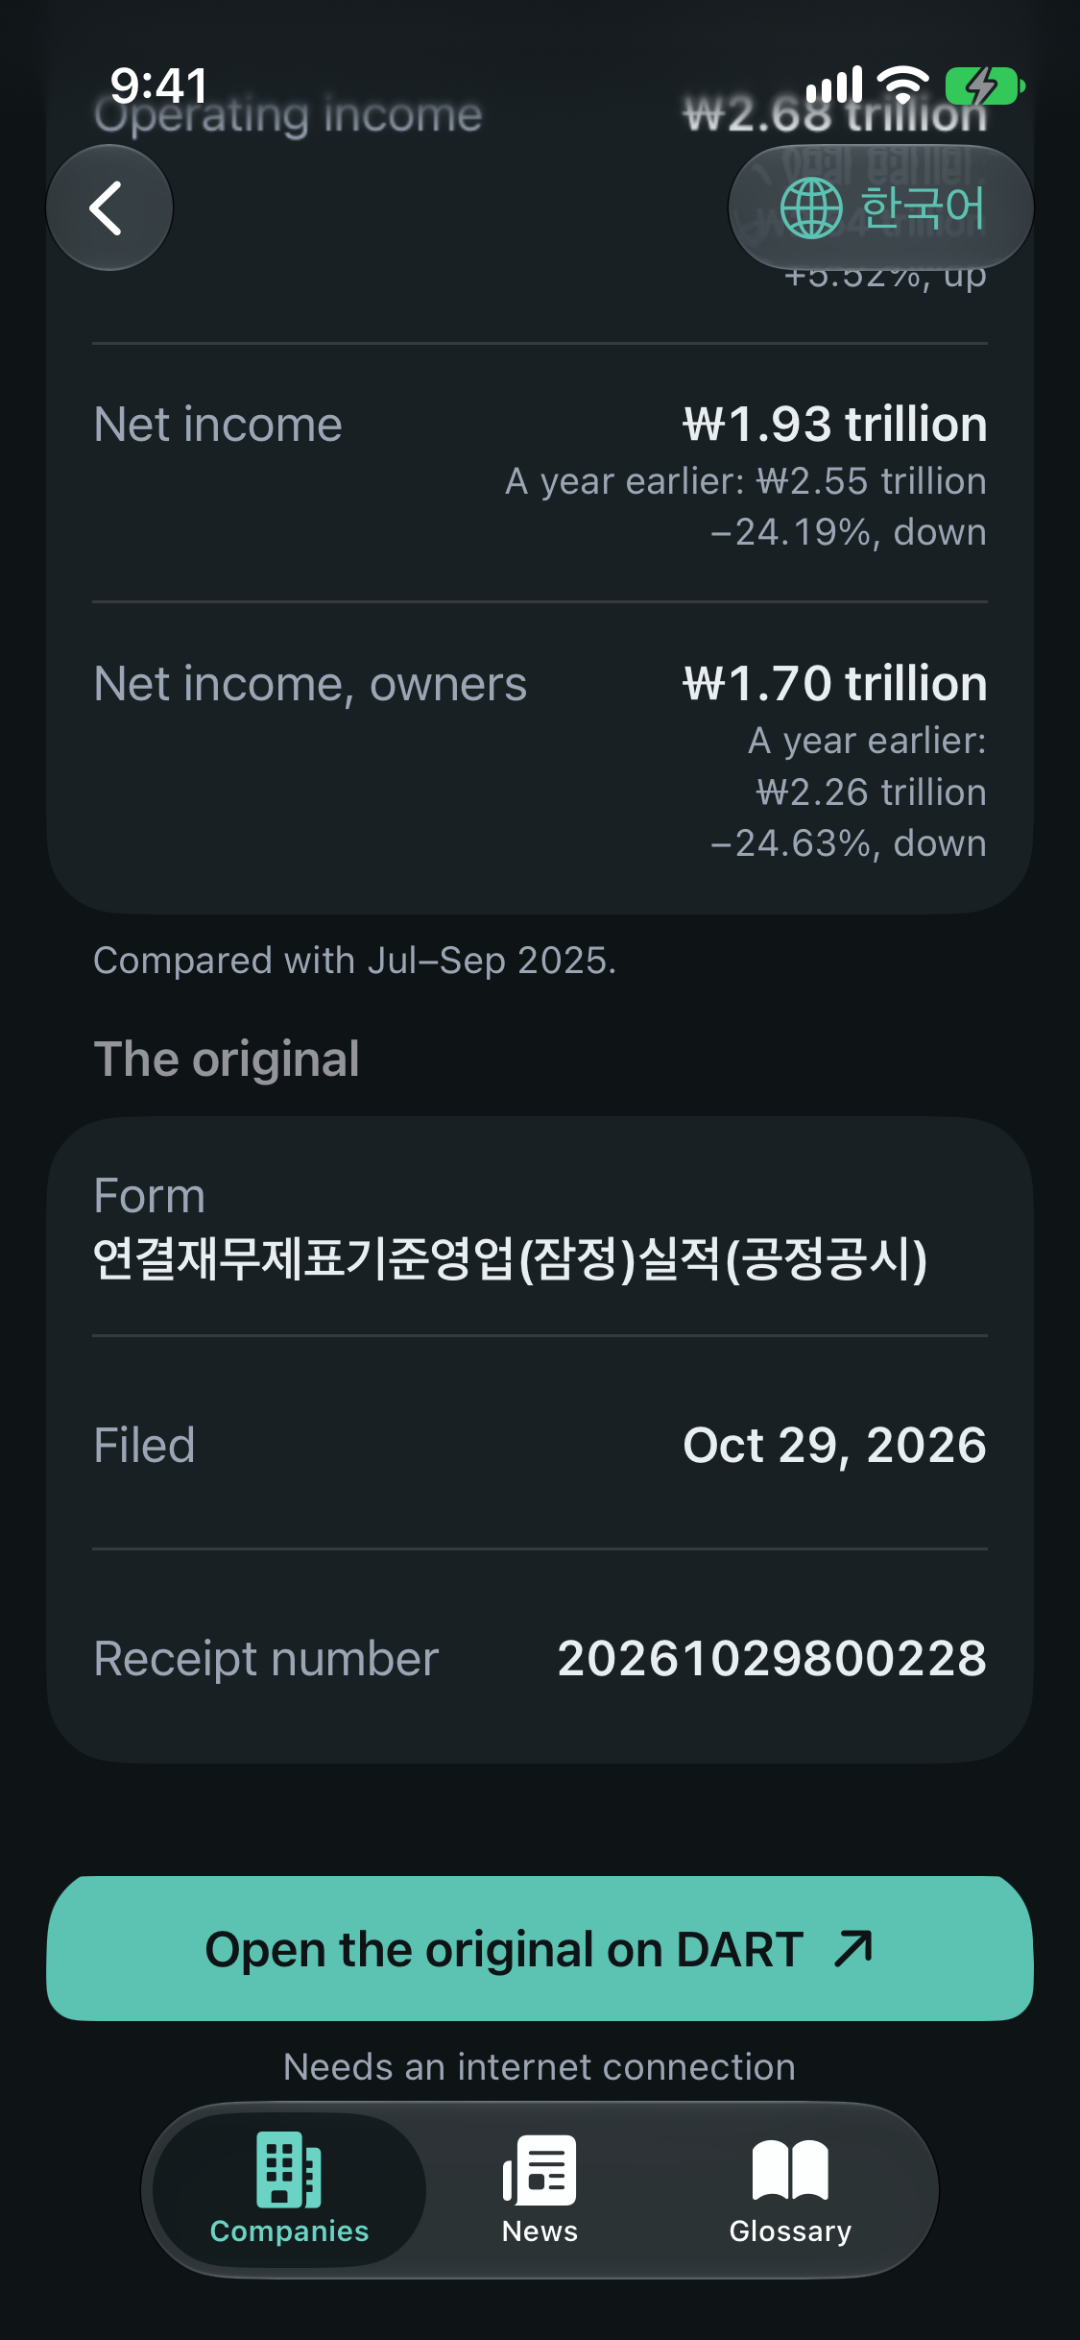 9:41
Operating income
₩2.68 trillion
한국어
+5.52%, up
Net income
₩1.93 trillion
A year earlier: ₩2.55 trillion
−24.19%, down
Net income, owners
₩1.70 trillion
A year earlier:
₩2.26 trillion
−24.63%, down
Compared with Jul–Sep 2025.
The original
Form
연결재무제표기준영업(잠정)실적(공정공시)
Filed
Oct 29, 2026
Receipt number
20261029800228
Open the original on DART
Needs an internet connection
Companies
News
Glossary